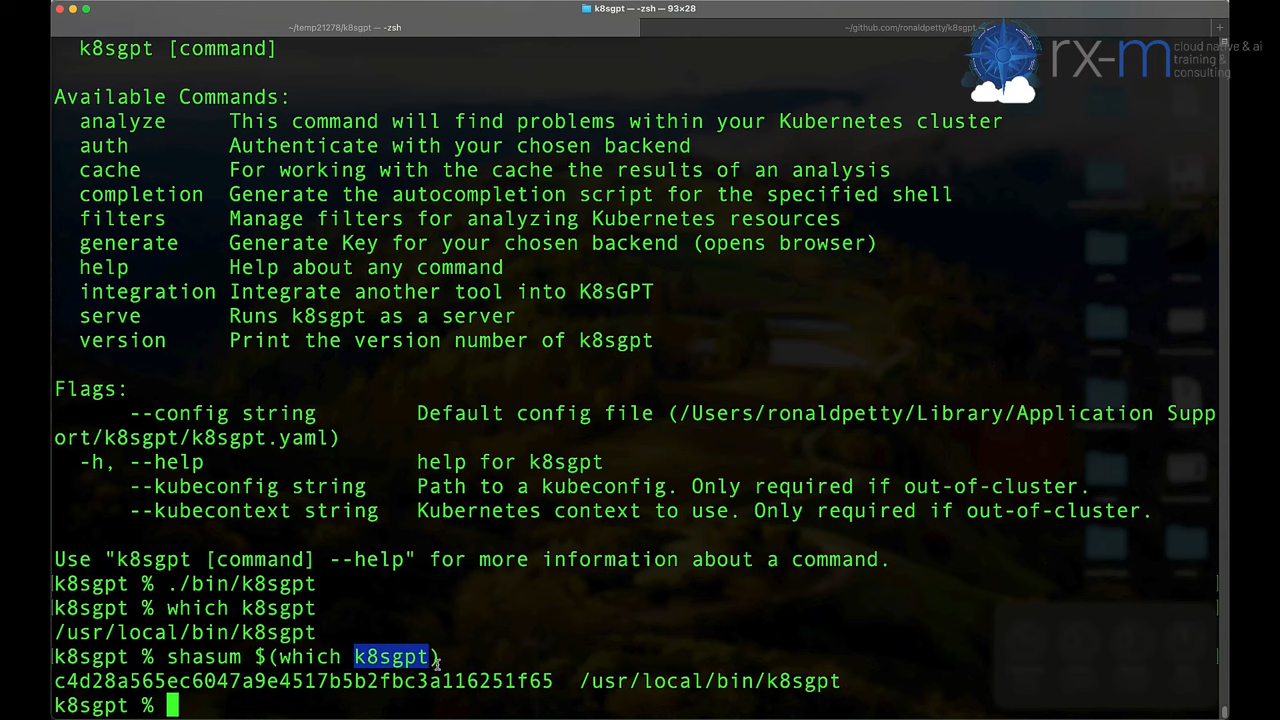 k8sgpt — -zsh — 93×28
~/temp21278/k8sgpt — -zsh
~/github.com/ronaldpetty/k8sgpt —
+
rx-m
cloud native & ai
training &
consulting
k8sgpt [command]
Available Commands:
analyze This command will find problems within your Kubernetes cluster
auth Authenticate with your chosen backend
cache For working with the cache the results of an analysis
completion Generate the autocompletion script for the specified shell
filters Manage filters for analyzing Kubernetes resources
generate Generate Key for your chosen backend (opens browser)
help Help about any command
integration Integrate another tool into K8sGPT
serve Runs k8sgpt as a server
version Print the version number of k8sgpt
Flags:
--config string Default config file (/Users/ronaldpetty/Library/Application Supp
ort/k8sgpt/k8sgpt.yaml)
-h, --help help for k8sgpt
--kubeconfig string Path to a kubeconfig. Only required if out-of-cluster.
--kubecontext string Kubernetes context to use. Only required if out-of-cluster.
Use "k8sgpt [command] --help" for more information about a command.
k8sgpt % ./bin/k8sgpt
k8sgpt % which k8sgpt
/usr/local/bin/k8sgpt
k8sgpt % shasum $(which k8sgpt)
c4d28a565ec6047a9e4517b5b2fbc3a116251f65 /usr/local/bin/k8sgpt
k8sgpt %